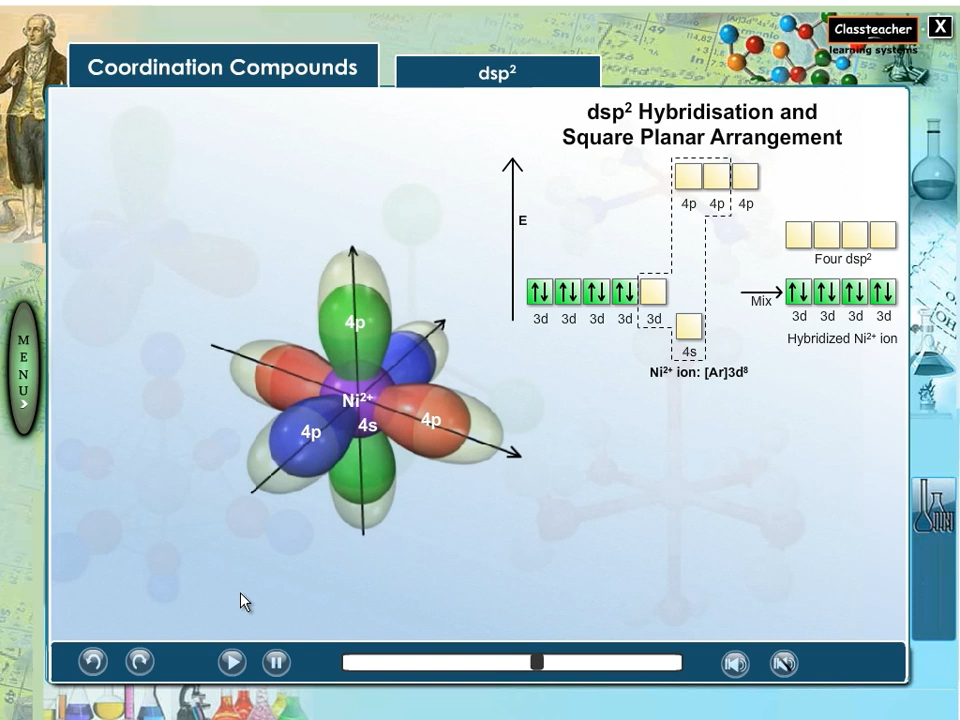 Classteacher
learning systems
X
Coordination Compounds
dsp²
dsp² Hybridisation and
Square Planar Arrangement
E
4p 4p 4p
3d 3d 3d 3d 3d
4s
Ni²⁺ ion: [Ar]3d⁸
Mix
Four dsp²
3d 3d 3d 3d
Hybridized Ni²⁺ ion
4p
Ni²⁺
4s
4p
4p
MENU